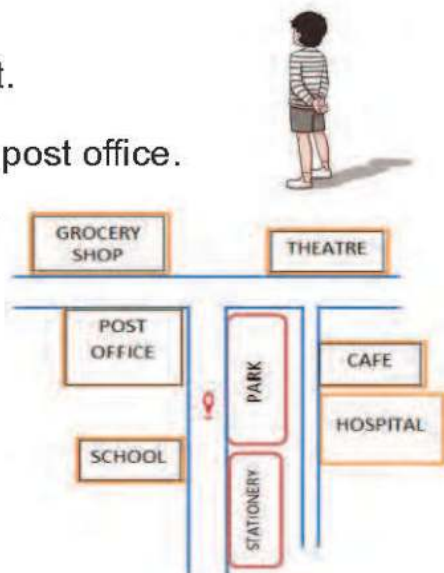 t.
post office.
GROCERY
SHOP
THEATRE
POST
OFFICE
PARK
CAFE
HOSPITAL
SCHOOL
STATIONERY